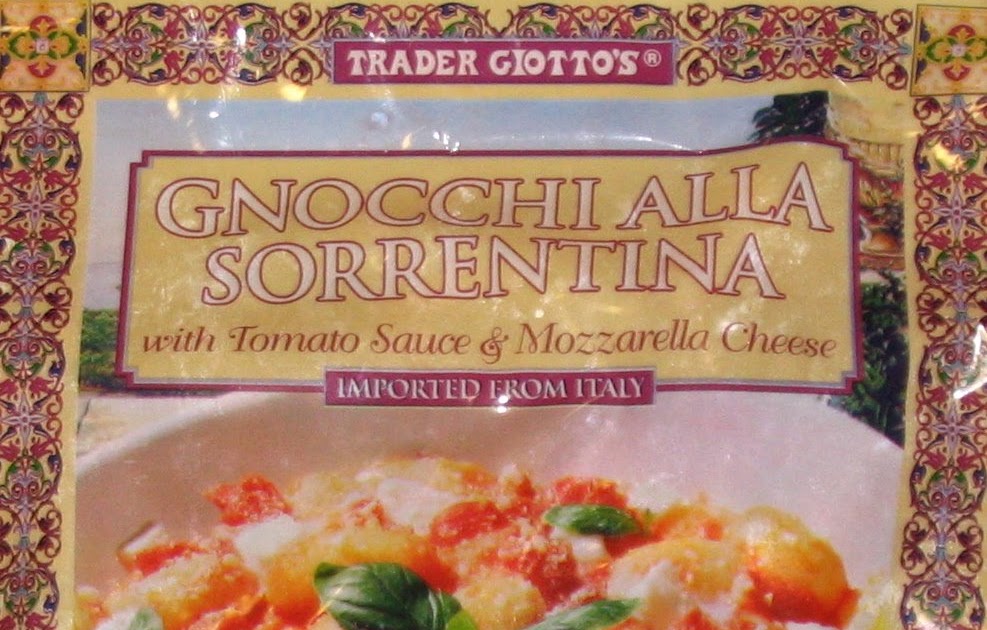 TRADER GIOTTO'S®
GNOCCHI ALLA
SORRENTINA
with Tomato Sauce & Mozzarella Cheese
IMPORTED FROM ITALY